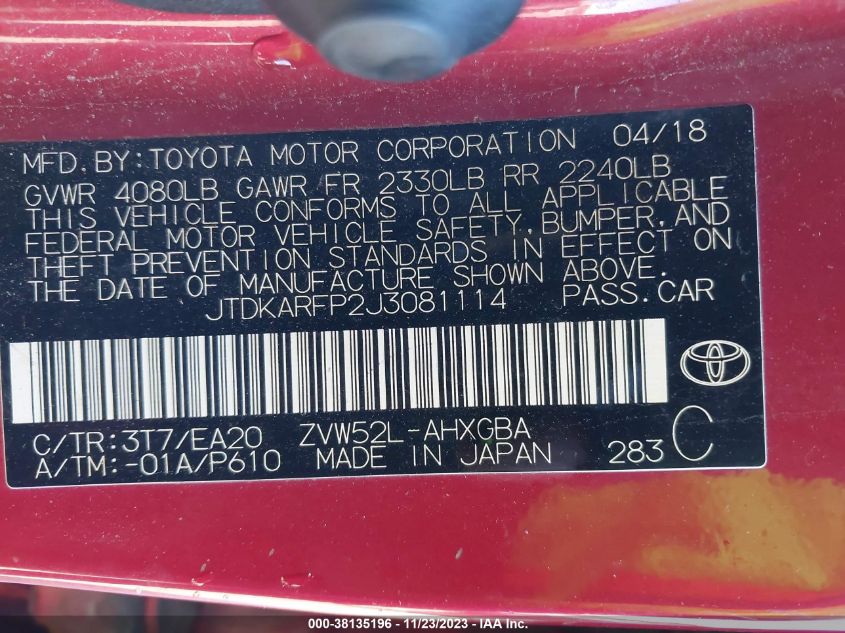 MFD. BY: TOYOTA MOTOR CORPORATION 04/18
GVWR 4080LB GAWR FR 2330LB RR 2240LB
THIS VEHICLE CONFORMS TO ALL APPLICABLE
FEDERAL MOTOR VEHICLE SAFETY, BUMPER, AND
THEFT PREVENTION STANDARDS IN EFFECT ON
THE DATE OF MANUFACTURE SHOWN ABOVE.
JTDKARFP2J3081114 PASS. CAR
C/TR: 3T7/EA20 ZVW52L-AHXGBA
A/TM: -01A/P610 MADE IN JAPAN 283 C
000-38135196 - 11/23/2023 - IAA Inc.